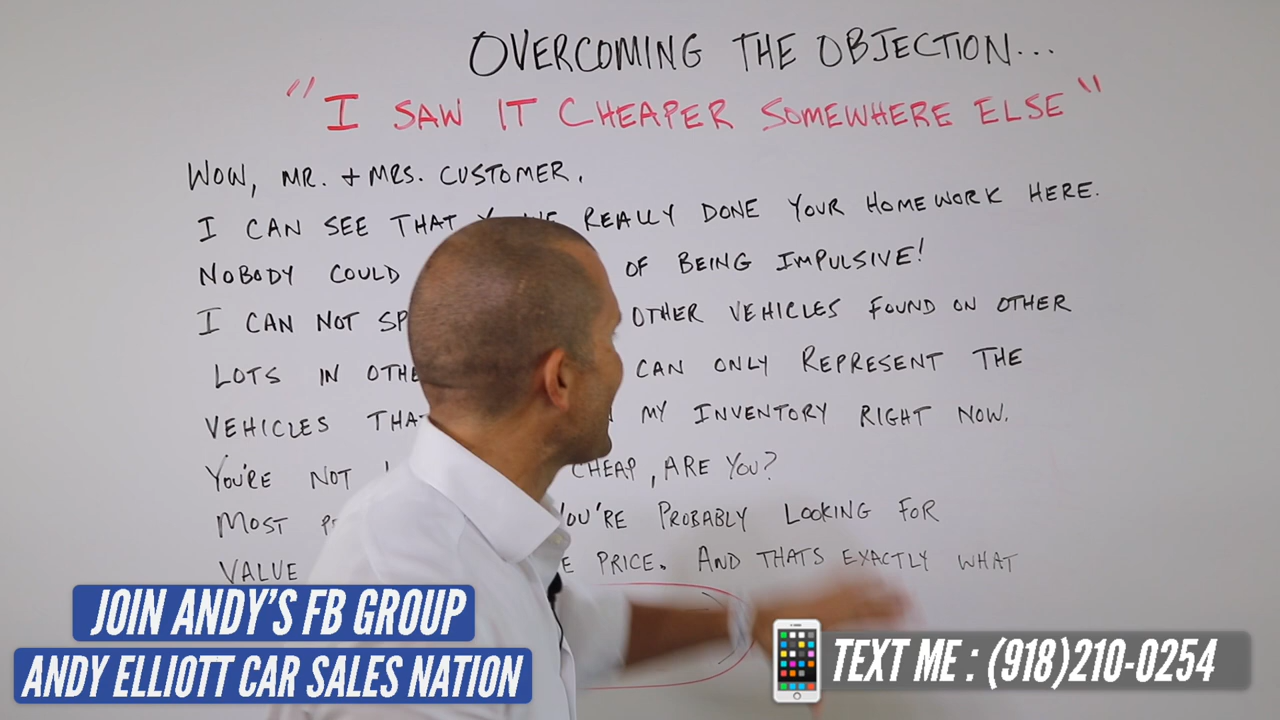 OVERCOMING THE OBJECTION...
"I SAW IT CHEAPER SOMEWHERE ELSE"
WOW, MR. + MRS. CUSTOMER.
I CAN SEE THAT REALLY DONE YOUR HOMEWORK HERE.
NOBODY COULD OF BEING IMPULSIVE!
I CAN NOT OTHER VEHICLES FOUND ON OTHER
LOTS IN CAN ONLY REPRESENT THE
VEHICLES MY INVENTORY RIGHT NOW.
YOU'RE NOT CHEAP, ARE YOU?
MOST YOU'RE PROBABLY LOOKING FOR
VALUE PRICE. AND THATS EXACTLY WHAT
JOIN ANDY'S FB GROUP
ANDY ELLIOTT CAR SALES NATION
TEXT ME : (918)210-0254